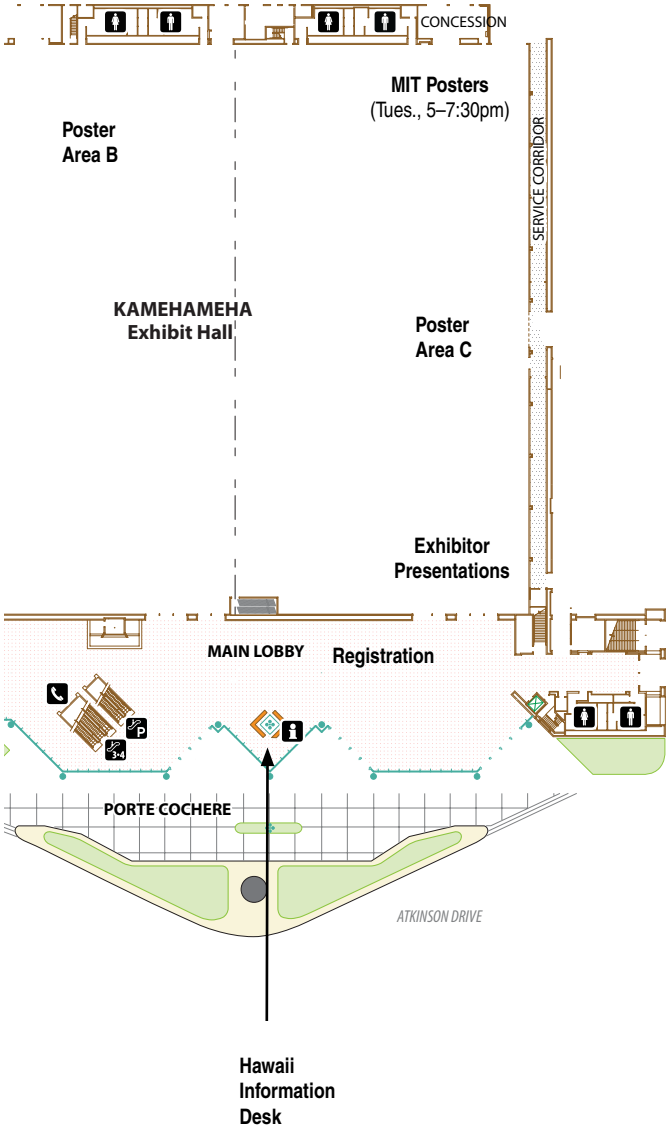 CONCESSION
MIT Posters
(Tues., 5–7:30pm)
Poster
Area B
SERVICE CORRIDOR
KAMEHAMEHA
Exhibit Hall
Poster
Area C
Exhibitor
Presentations
MAIN LOBBY
Registration
P
3-4
PORTE COCHERE
ATKINSON DRIVE
Hawaii
Information
Desk